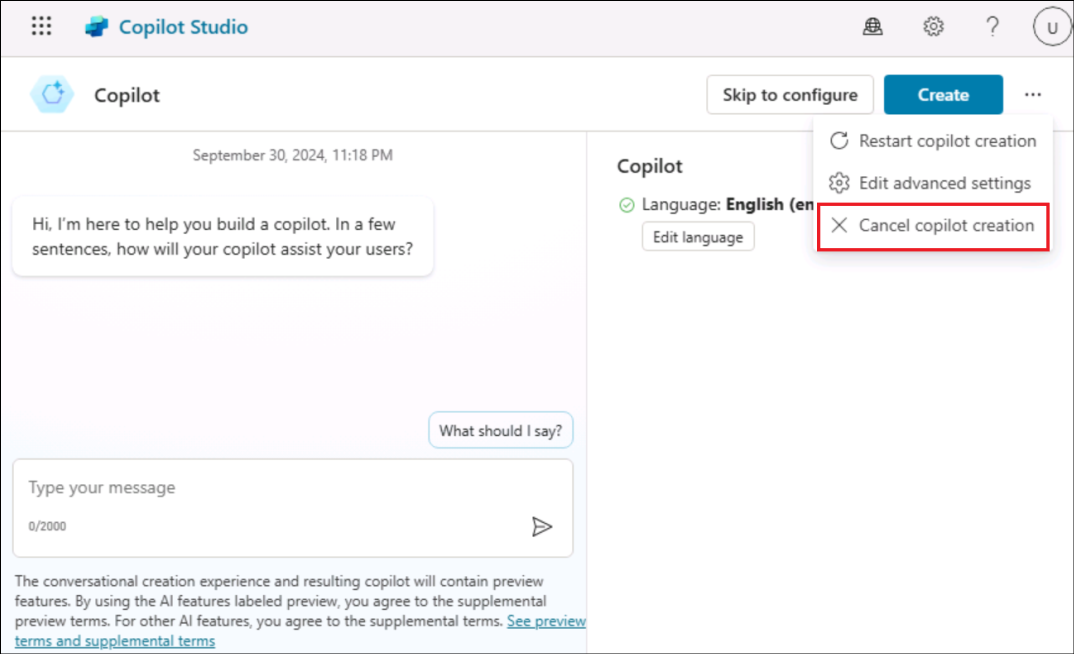 Copilot Studio
U
Copilot
Skip to configure
Create
...
Restart copilot creation
Edit advanced settings
Cancel copilot creation
September 30, 2024, 11:18 PM
Hi, I'm here to help you build a copilot. In a few
sentences, how will your copilot assist your users?
What should I say?
Type your message
0/2000
The conversational creation experience and resulting copilot will contain preview
features. By using the AI features labeled preview, you agree to the supplemental
preview terms. For other AI features, you agree to the supplemental terms. See preview
terms and supplemental terms
Copilot
Language: English (en
Edit language